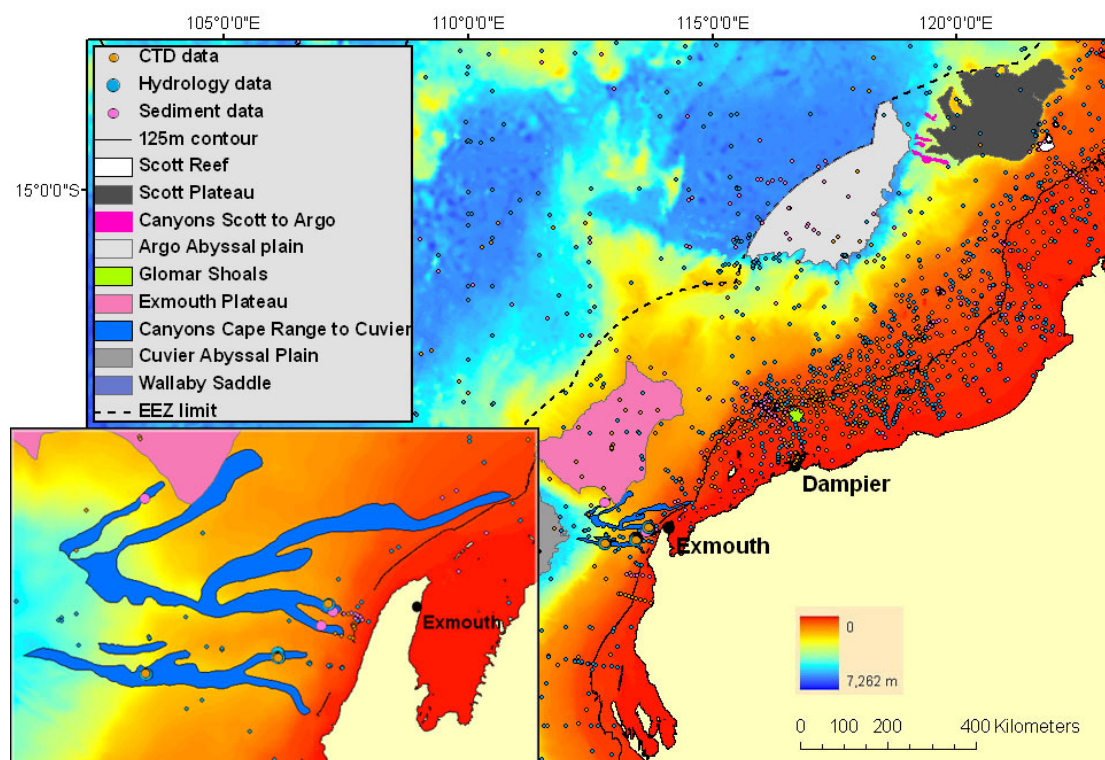 105°0'0"E 110°0'0"E 115°0'0"E 120°0'0"E
CTD data
Hydrology data
Sediment data
125m contour
Scott Reef
15°0'0"S
Scott Plateau
Canyons Scott to Argo
Argo Abyssal plain
Glomar Shoals
Exmouth Plateau
Canyons Cape Range to Cuvier
Cuvier Abyssal Plain
Wallaby Saddle
EEZ limit
Dampier
Exmouth
Exmouth
0
7,262 m
0 100 200 400 Kilometers